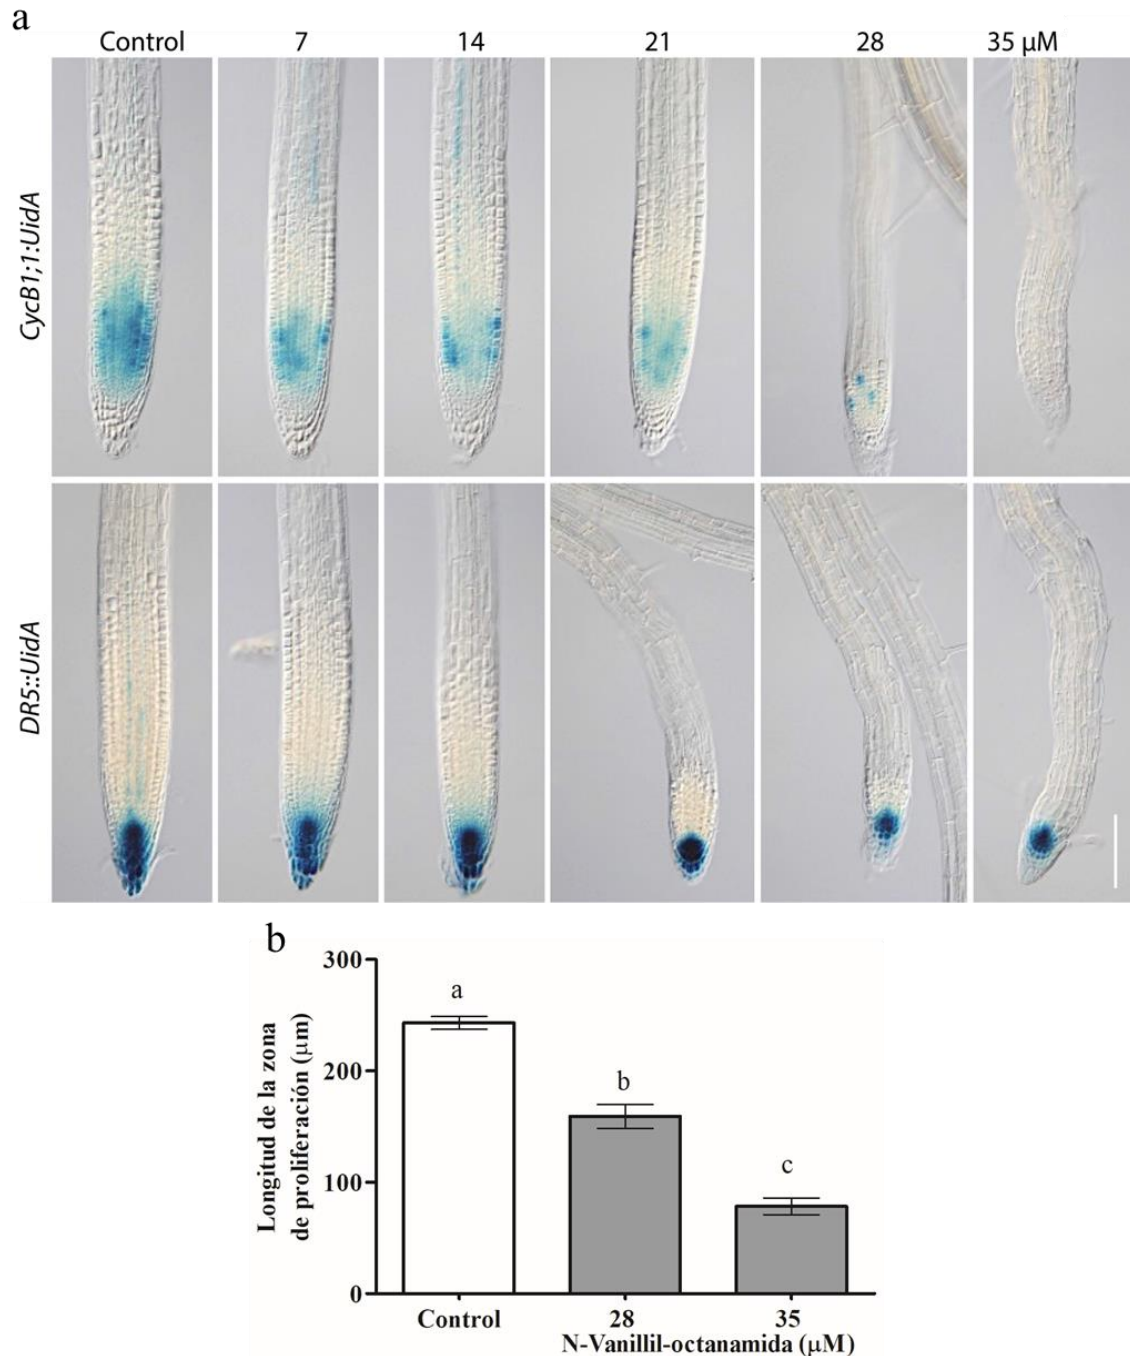 a
Control 7 14 21 28 35 μM
CycB1;1:UidA
DR5::UidA
b
Longitud de la zona
de proliferación (μm)
300
200
100
0
a
b
c
Control 28 35
N-Vanillil-octanamida (μM)